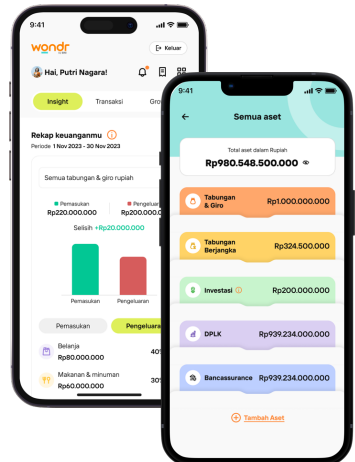 9:41
wondr
Keluar
Hai, Putri Nagara!
Insight
Transaksi
Rekap keuanganmu
Periode 1 Nov 2023 - 30 Nov 2023
Semua tabungan & giro rupiah
Pemasukan
Rp220.000.000
Selisih +Rp20.000.000
Pemasukan
Pengeluaran
Pemasukan
Belanja
Rp80.000.000
Makanan & minuman
Rp60.000.000
9:41
Semua aset
Total aset dalam Rupiah
Rp980.548.500.000
Tabungan
& Giro
Rp1.000.000.000
Tabungan
Berjangka
Rp324.500.000
Investasi
Rp200.000.000
DPLK
Rp939.234.000.000
Bancassurance
Rp939.234.000.000
Tambah Aset